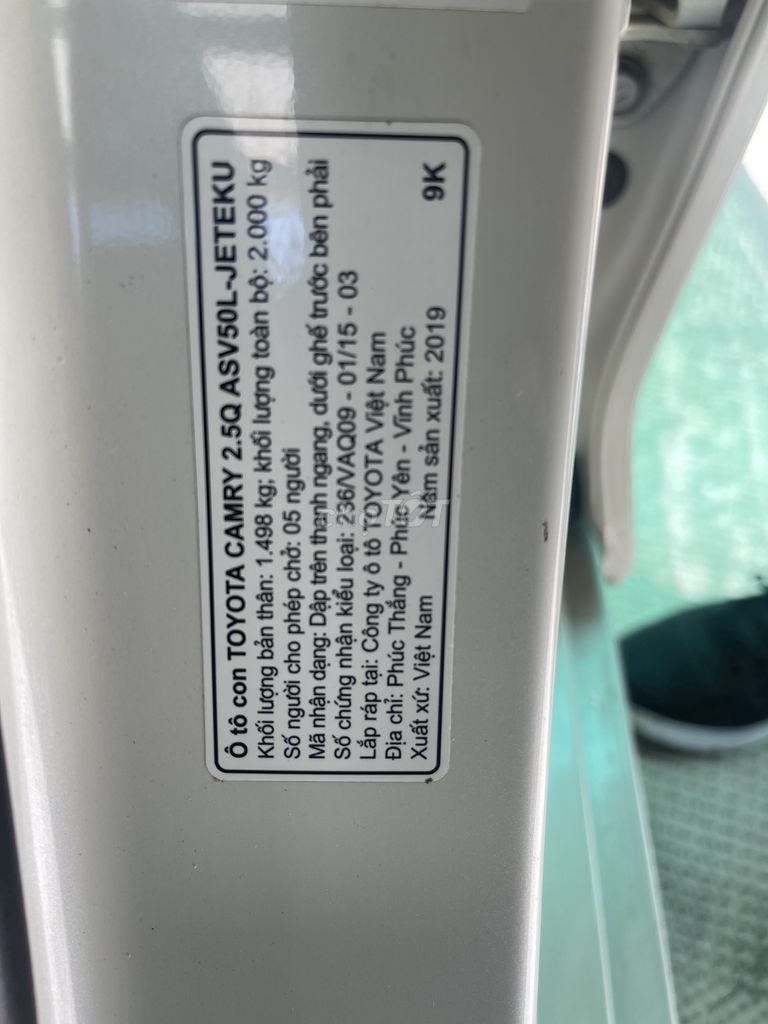 Ô tô con TOYOTA CAMRY 2.5Q ASV50L-JETEKU
Khối lượng bản thân: 1.498 kg; khối lượng toàn bộ: 2.000 kg
Số người cho phép chở: 05 người
Mã nhận dạng: Dập trên thanh ngang, dưới ghế trước bên phải
Số chứng nhận kiểu loại: 236/VAQ09 - 01/15 - 03
Lắp ráp tại: Công ty ô tô TOYOTA Việt Nam
Địa chỉ: Phúc Thắng - Phúc Yên - Vĩnh Phúc
Xuất xứ: Việt Nam Năm sản xuất: 2019 9K
CHỢ TỐT